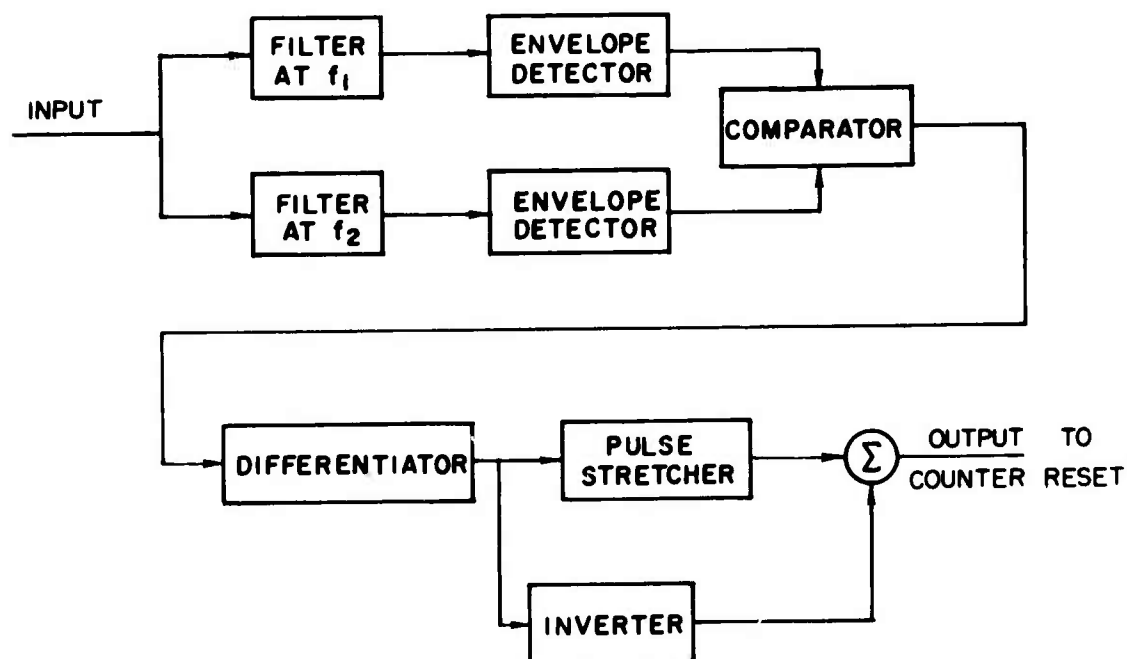 FILTER
AT f1
ENVELOPE
DETECTOR
INPUT
COMPARATOR
FILTER
AT f2
ENVELOPE
DETECTOR
DIFFERENTIATOR
PULSE
STRETCHER
Σ
OUTPUT TO
COUNTER RESET
INVERTER